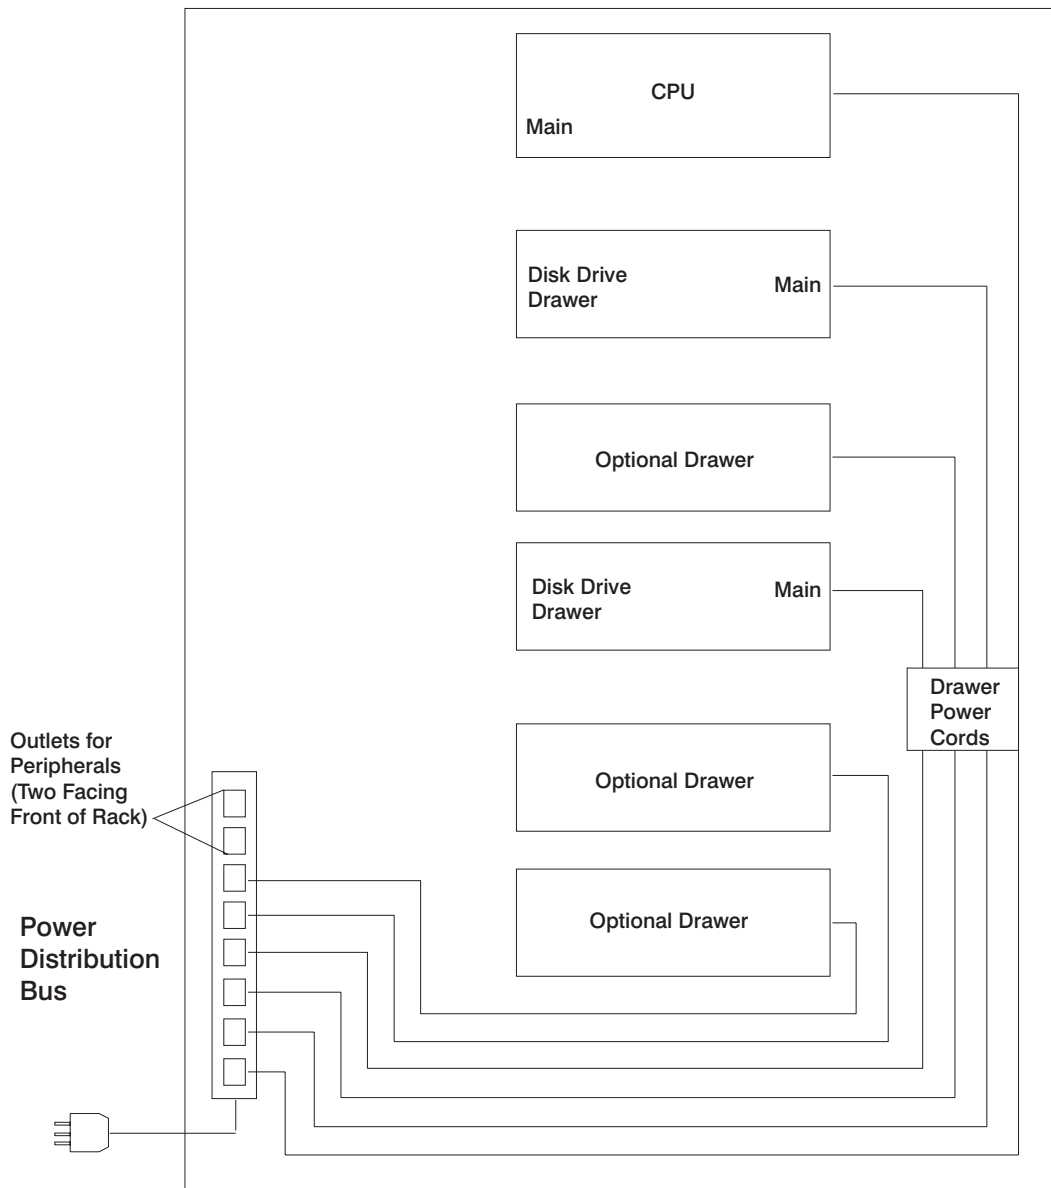 CPU
Main
Disk Drive
Drawer
Main
Optional Drawer
Disk Drive
Drawer
Main
Drawer
Power
Cords
Outlets for
Peripherals
(Two Facing
Front of Rack)
Optional Drawer
Optional Drawer
Power
Distribution
Bus